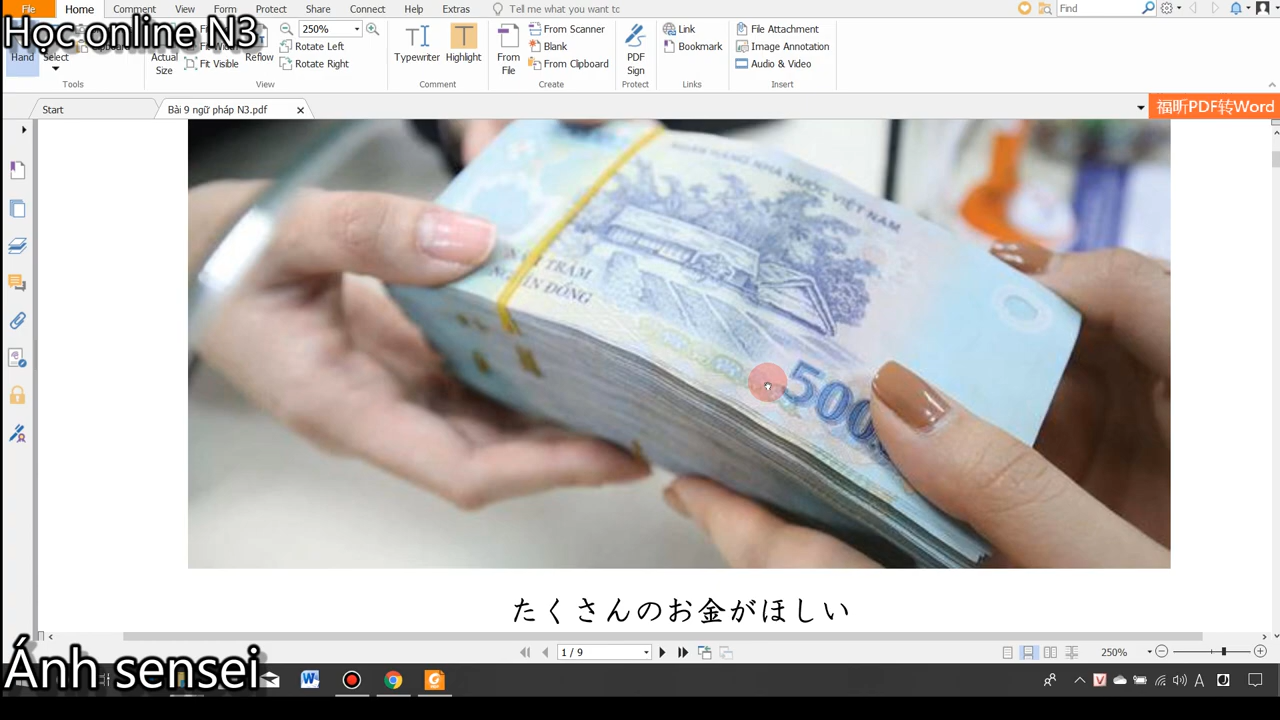 File Home Comment View Form Protect Share Connect Help Extras Tell me what you want to Find
Học online N3
Hand Select Actual Size Fit Visible Reflow 250% Rotate Left Rotate Right Typewriter Highlight From File From Scanner Blank From Clipboard PDF Sign Link Bookmark File Attachment Image Annotation Audio & Video
Tools View Comment Create Protect Links Insert
Start Bài 9 ngữ pháp N3.pdf 福昕PDF转Word
NGÂN HÀNG NHÀ NƯỚC VIỆT NAM
TRĂM
ĐỒNG
500
たくさんのお金がほしい
1 / 9 250%
Ánh sensei